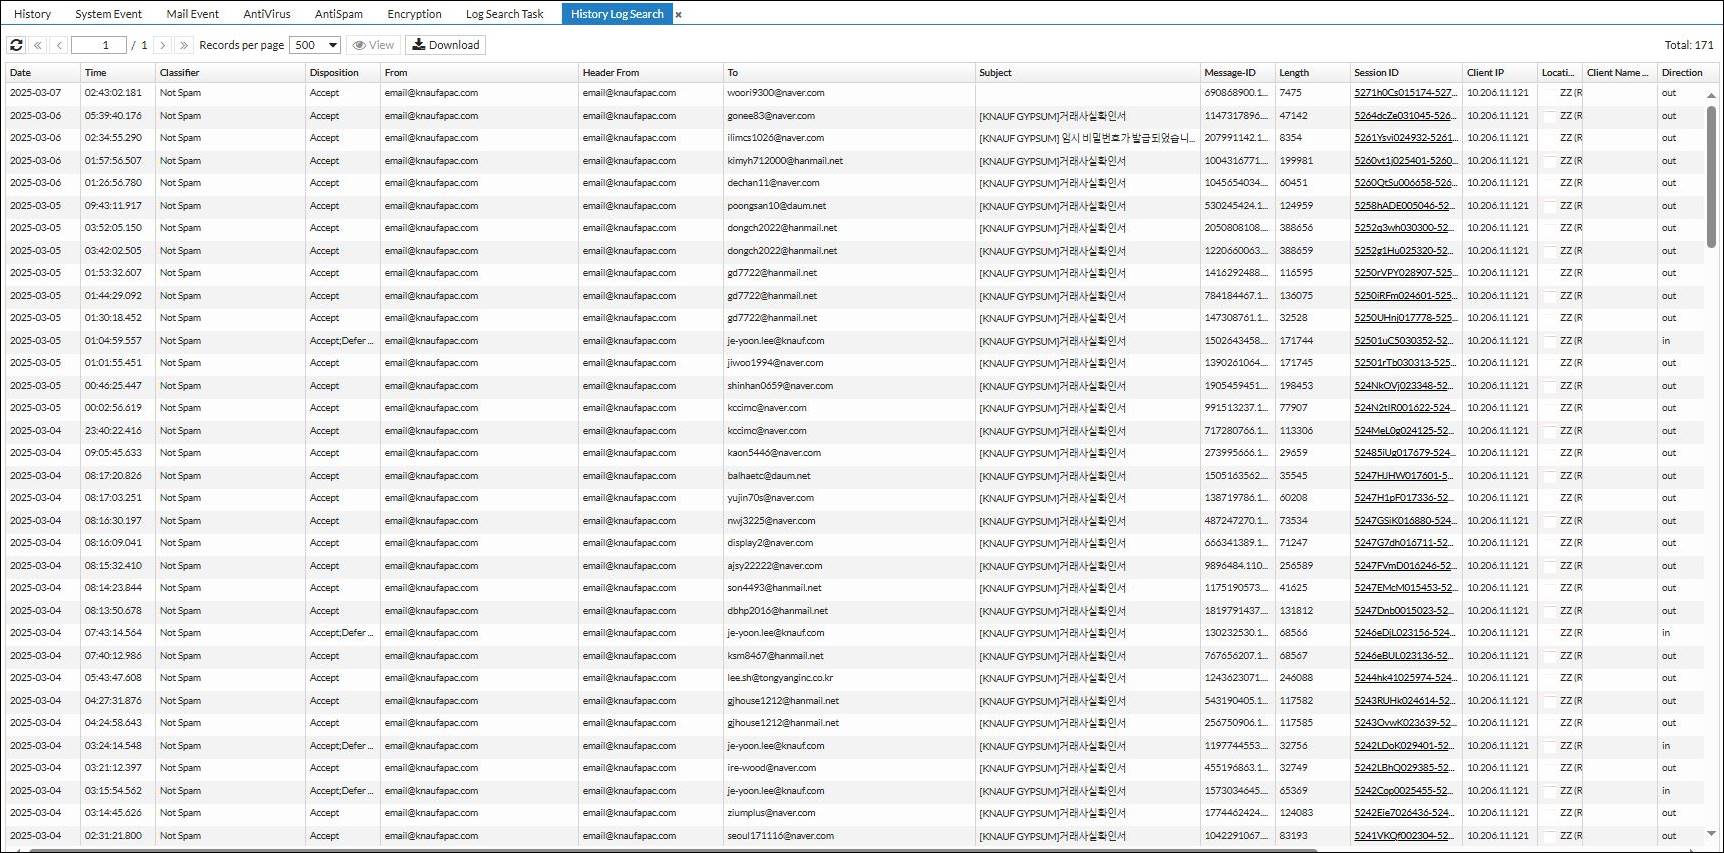 History System Event Mail Event AntiVirus AntiSpam Encryption Log Search Task History Log Search ×
1 / 1 Records per page 500 View Download Total: 171
Date Time Classifier Disposition From Header From To Subject Message-ID Length Session ID Client IP Locati... Client Name ... Direction
2025-03-07 02:43:02.181 Not Spam Accept email@knaufapac.com email@knaufapac.com woori9300@naver.com 690868900.1... 7475 5271h0Cs015174-527... 10.206.11.121 ZZ (R out
2025-03-06 05:39:40.176 Not Spam Accept email@knaufapac.com email@knaufapac.com gonee83@naver.com [KNAUF GYPSUM]거래사실확인서 1147317896.... 47142 5264dcZe031045-526... 10.206.11.121 ZZ (R out
2025-03-06 02:34:55.290 Not Spam Accept email@knaufapac.com email@knaufapac.com ilimcs1026@naver.com [KNAUF GYPSUM] 임시 비밀번호가 발급되었습니... 207991142.1... 8354 5261Ysvi024932-5261... 10.206.11.121 ZZ (R out
2025-03-06 01:57:56.507 Not Spam Accept email@knaufapac.com email@knaufapac.com kimyh712000@hanmail.net [KNAUF GYPSUM]거래사실확인서 1004316771.... 199981 5260vt1j025401-5260... 10.206.11.121 ZZ (R out
2025-03-06 01:26:56.780 Not Spam Accept email@knaufapac.com email@knaufapac.com dechan11@naver.com [KNAUF GYPSUM]거래사실확인서 1045654034.... 60451 5260QtSu006658-526... 10.206.11.121 ZZ (R out
2025-03-05 09:43:11.917 Not Spam Accept email@knaufapac.com email@knaufapac.com poongsan10@daum.net [KNAUF GYPSUM]거래사실확인서 530245424.1... 124959 5258hADE005046-52... 10.206.11.121 ZZ (R out
2025-03-05 03:52:05.150 Not Spam Accept email@knaufapac.com email@knaufapac.com dongch2022@hanmail.net [KNAUF GYPSUM]거래사실확인서 2050808108.... 388656 5252q3wh030300-52... 10.206.11.121 ZZ (R out
2025-03-05 03:42:02.505 Not Spam Accept email@knaufapac.com email@knaufapac.com dongch2022@hanmail.net [KNAUF GYPSUM]거래사실확인서 1220660063.... 388659 5252g1Hu025320-52... 10.206.11.121 ZZ (R out
2025-03-05 01:53:32.607 Not Spam Accept email@knaufapac.com email@knaufapac.com gd7722@hanmail.net [KNAUF GYPSUM]거래사실확인서 1416292488.... 116595 5250rVPY028907-525... 10.206.11.121 ZZ (R out
2025-03-05 01:44:29.092 Not Spam Accept email@knaufapac.com email@knaufapac.com gd7722@hanmail.net [KNAUF GYPSUM]거래사실확인서 784184467.1... 136075 5250iRFm024601-525... 10.206.11.121 ZZ (R out
2025-03-05 01:30:18.452 Not Spam Accept email@knaufapac.com email@knaufapac.com gd7722@hanmail.net [KNAUF GYPSUM]거래사실확인서 147308761.1... 32528 5250UHnj017778-525... 10.206.11.121 ZZ (R out
2025-03-05 01:04:59.557 Not Spam Accept;Defer ... email@knaufapac.com email@knaufapac.com je-yoon.lee@knauf.com [KNAUF GYPSUM]거래사실확인서 1502643458.... 171744 52501uC5030352-52... 10.206.11.121 ZZ (R in
2025-03-05 01:01:55.451 Not Spam Accept email@knaufapac.com email@knaufapac.com jiwoo1994@naver.com [KNAUF GYPSUM]거래사실확인서 1390261064.... 171745 52501rTb030313-525... 10.206.11.121 ZZ (R out
2025-03-05 00:46:25.447 Not Spam Accept email@knaufapac.com email@knaufapac.com shinhan0659@naver.com [KNAUF GYPSUM]거래사실확인서 1905459451.... 198453 524NkOVj023348-52... 10.206.11.121 ZZ (R out
2025-03-05 00:02:56.619 Not Spam Accept email@knaufapac.com email@knaufapac.com kccimc@naver.com [KNAUF GYPSUM]거래사실확인서 991513237.1... 77907 524N2tIR001622-524... 10.206.11.121 ZZ (R out
2025-03-04 23:40:22.416 Not Spam Accept email@knaufapac.com email@knaufapac.com kccimc@naver.com [KNAUF GYPSUM]거래사실확인서 717280766.1... 113306 524MeL0g024125-52... 10.206.11.121 ZZ (R out
2025-03-04 09:05:45.633 Not Spam Accept email@knaufapac.com email@knaufapac.com kaon5446@naver.com [KNAUF GYPSUM]거래사실확인서 273995666.1... 29659 52485iUg017679-524... 10.206.11.121 ZZ (R out
2025-03-04 08:17:20.826 Not Spam Accept email@knaufapac.com email@knaufapac.com balhaetc@daum.net [KNAUF GYPSUM]거래사실확인서 1505163562.... 35545 5247HJHW017601-5... 10.206.11.121 ZZ (R out
2025-03-04 08:17:03.251 Not Spam Accept email@knaufapac.com email@knaufapac.com yujin70s@naver.com [KNAUF GYPSUM]거래사실확인서 138719786.1... 60208 5247H1pF017336-52... 10.206.11.121 ZZ (R out
2025-03-04 08:16:30.197 Not Spam Accept email@knaufapac.com email@knaufapac.com nwj3225@naver.com [KNAUF GYPSUM]거래사실확인서 487247270.1... 73534 5247GSiK016880-524... 10.206.11.121 ZZ (R out
2025-03-04 08:16:09.041 Not Spam Accept email@knaufapac.com email@knaufapac.com display2@naver.com [KNAUF GYPSUM]거래사실확인서 666341389.1... 71247 5247G7dh016711-52... 10.206.11.121 ZZ (R out
2025-03-04 08:15:32.410 Not Spam Accept email@knaufapac.com email@knaufapac.com ajsy22222@naver.com [KNAUF GYPSUM]거래사실확인서 9896484.110... 256589 5247FVmD016246-52... 10.206.11.121 ZZ (R out
2025-03-04 08:14:23.844 Not Spam Accept email@knaufapac.com email@knaufapac.com son4493@hanmail.net [KNAUF GYPSUM]거래사실확인서 1175190573.... 41625 5247EMcM015453-52... 10.206.11.121 ZZ (R out
2025-03-04 08:13:50.678 Not Spam Accept email@knaufapac.com email@knaufapac.com dbhp2016@hanmail.net [KNAUF GYPSUM]거래사실확인서 1819791437.... 131812 5247Dnb0015023-52... 10.206.11.121 ZZ (R out
2025-03-04 07:43:14.564 Not Spam Accept;Defer ... email@knaufapac.com email@knaufapac.com je-yoon.lee@knauf.com [KNAUF GYPSUM]거래사실확인서 130232530.1... 68566 5246eDjL023156-524... 10.206.11.121 ZZ (R in
2025-03-04 07:40:12.986 Not Spam Accept email@knaufapac.com email@knaufapac.com ksm8467@hanmail.net [KNAUF GYPSUM]거래사실확인서 767656207.1... 68567 5246eBUL023136-52... 10.206.11.121 ZZ (R out
2025-03-04 05:43:47.608 Not Spam Accept email@knaufapac.com email@knaufapac.com lee.sh@tongyanginc.co.kr [KNAUF GYPSUM]거래사실확인서 1243623071.... 246088 5244hk41025974-524... 10.206.11.121 ZZ (R out
2025-03-04 04:27:31.876 Not Spam Accept email@knaufapac.com email@knaufapac.com gjhouse1212@hanmail.net [KNAUF GYPSUM]거래사실확인서 543190405.1... 117582 5243RUHk024614-52... 10.206.11.121 ZZ (R out
2025-03-04 04:24:58.643 Not Spam Accept email@knaufapac.com email@knaufapac.com gjhouse1212@hanmail.net [KNAUF GYPSUM]거래사실확인서 256750906.1... 117585 5243OvwK023639-52... 10.206.11.121 ZZ (R out
2025-03-04 03:24:14.548 Not Spam Accept;Defer ... email@knaufapac.com email@knaufapac.com je-yoon.lee@knauf.com [KNAUF GYPSUM]거래사실확인서 1197744553.... 32756 5242LDoK029401-52... 10.206.11.121 ZZ (R in
2025-03-04 03:21:12.397 Not Spam Accept email@knaufapac.com email@knaufapac.com ire-wood@naver.com [KNAUF GYPSUM]거래사실확인서 455196863.1... 32749 5242LBhQ029385-52... 10.206.11.121 ZZ (R out
2025-03-04 03:15:54.562 Not Spam Accept;Defer ... email@knaufapac.com email@knaufapac.com je-yoon.lee@knauf.com [KNAUF GYPSUM]거래사실확인서 1573034645.... 65369 5242Cop0025455-52... 10.206.11.121 ZZ (R in
2025-03-04 03:14:45.626 Not Spam Accept email@knaufapac.com email@knaufapac.com ziumplus@naver.com [KNAUF GYPSUM]거래사실확인서 1774462424.... 124083 5242Eie7026436-524... 10.206.11.121 ZZ (R out
2025-03-04 02:31:21.800 Not Spam Accept email@knaufapac.com email@knaufapac.com seoul171116@naver.com [KNAUF GYPSUM]거래사실확인서 1042291067.... 83193 5241VKQf002304-52... 10.206.11.121 ZZ (R out